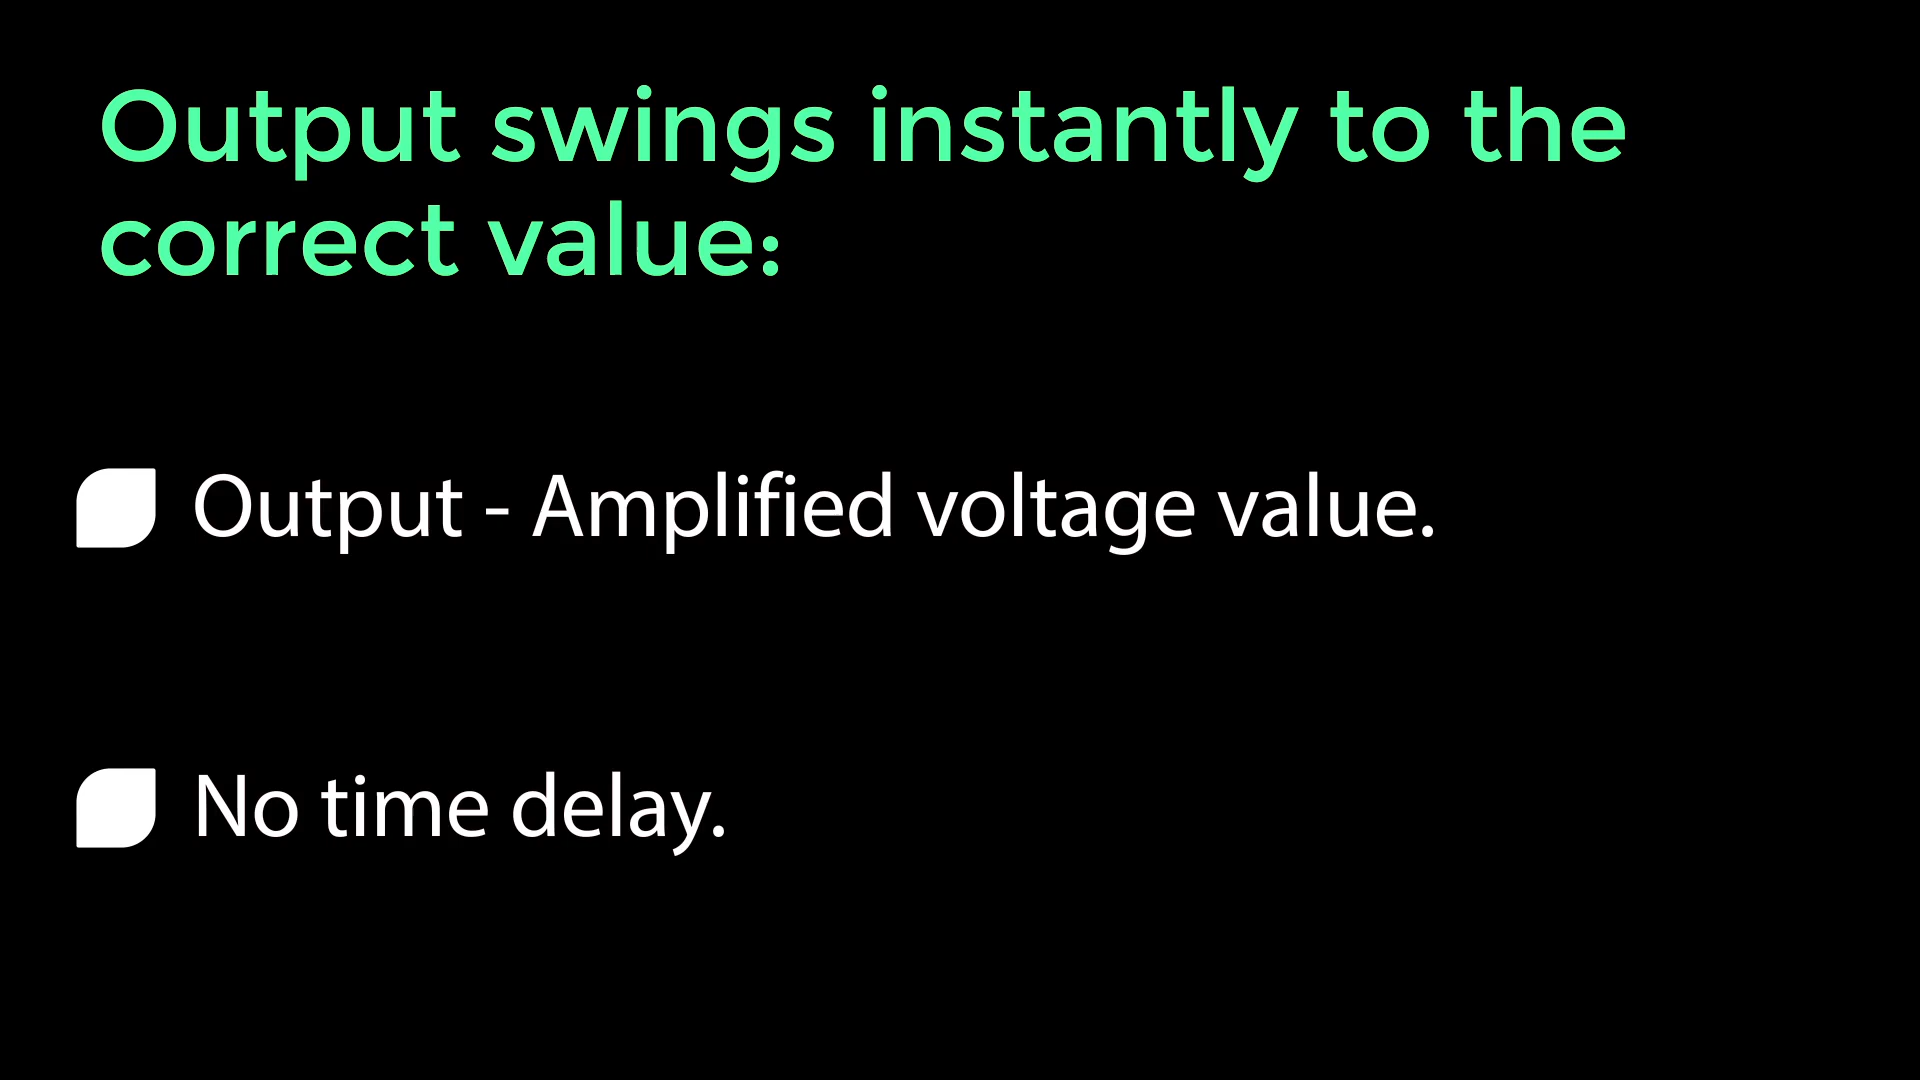 Output swings instantly to the
correct value:
Output - Amplified voltage value.
No time delay.